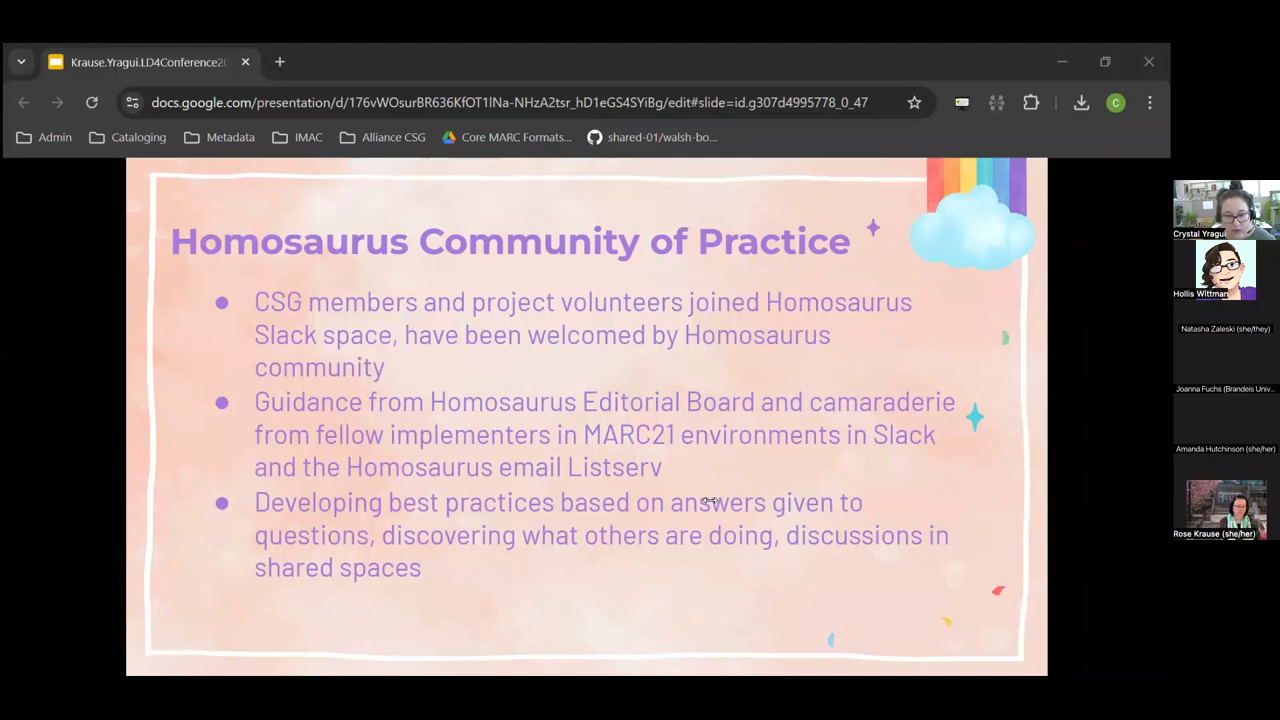 Krause.Yragui.LD4Conference20
docs.google.com/presentation/d/176vWOsurBR636KfOT1lNa-NHzA2tsr_hD1eGS4SYiBg/edit#slide=id.g307d4995778_0_47
C
Admin
Cataloging
Metadata
IMAC
Alliance CSG
Core MARC Formats...
shared-01/walsh-bo...
Homosaurus Community of Practice
● CSG members and project volunteers joined Homosaurus
Slack space, have been welcomed by Homosaurus
community
● Guidance from Homosaurus Editorial Board and camaraderie
from fellow implementers in MARC21 environments in Slack
and the Homosaurus email Listserv
● Developing best practices based on answers given to
questions, discovering what others are doing, discussions in
shared spaces
Crystal Yragui
Hollis Wittman
Natasha Zaleski (she/they)
Joanna Fuchs (Brandeis Univ...
Amanda Hutchinson (she/her)
Rose Krause (she/her)